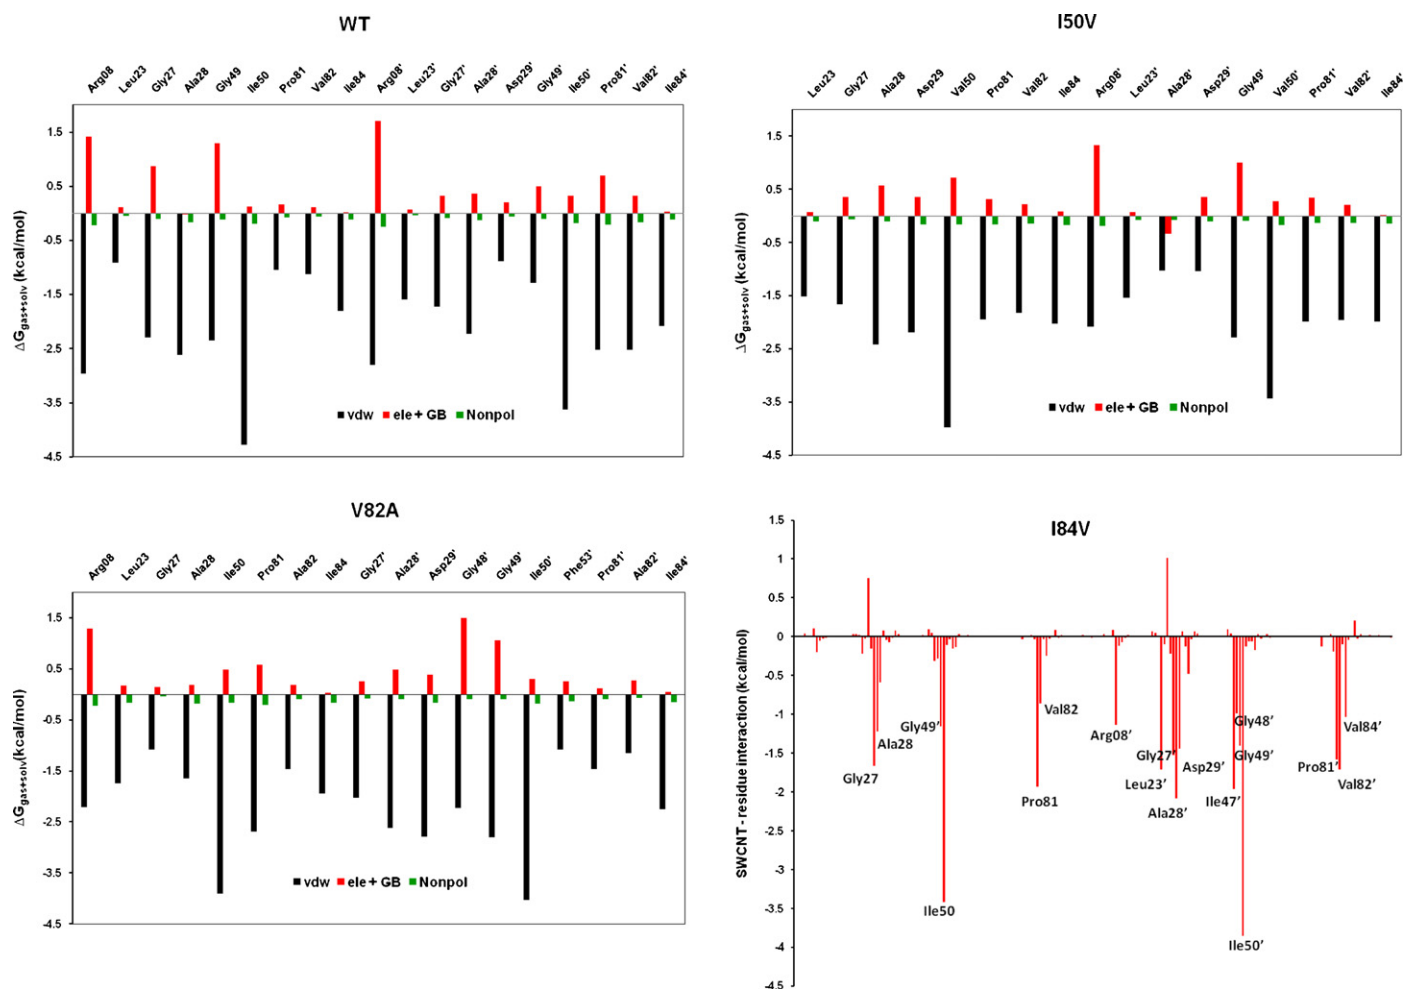 WT
Arg08 Leu23 Gly27 Ala28 Gly49 Ile50 Pro81 Val82 Ile84 Arg08' Leu23' Gly27' Ala28' Asp29' Gly49' Ile50' Pro81' Val82' Ile84'
1.5
0.5
-0.5
-1.5
-2.5
-3.5
-4.5
ΔGgas+solv (kcal/mol)
vdw ele + GB Nonpol
I50V
Leu23 Gly27 Ala28 Asp29 Val50 Pro81 Val82 Ile84 Arg08' Leu23' Ala28' Asp29' Gly49' Val50' Pro81' Val82' Ile84'
1.5
0.5
-0.5
-1.5
-2.5
-3.5
-4.5
ΔGgas+solv (kcal/mol)
vdw ele + GB Nonpol
V82A
Arg08 Leu23 Gly27 Ala28 Ile50 Pro81 Ala82 Ile84 Gly27' Ala28' Asp29' Gly48' Gly49' Ile50' Phe53' Pro81' Ala82' Ile84'
1.5
0.5
-0.5
-1.5
-2.5
-3.5
-4.5
ΔGgas+solv(kcal/mol)
vdw ele + GB Nonpol
I84V
1.5
1
0.5
0
-0.5
-1
-1.5
-2
-2.5
-3
-3.5
-4
-4.5
SWCNT - residue interaction (kcal/mol)
Gly27
Ala28
Gly49’
Ile50
Pro81
Val82
Arg08’
Gly27’
Leu23’
Ala28’
Asp29’
Ile47’
Gly48’
Gly49’
Ile50’
Pro81’
Val84’
Val82’